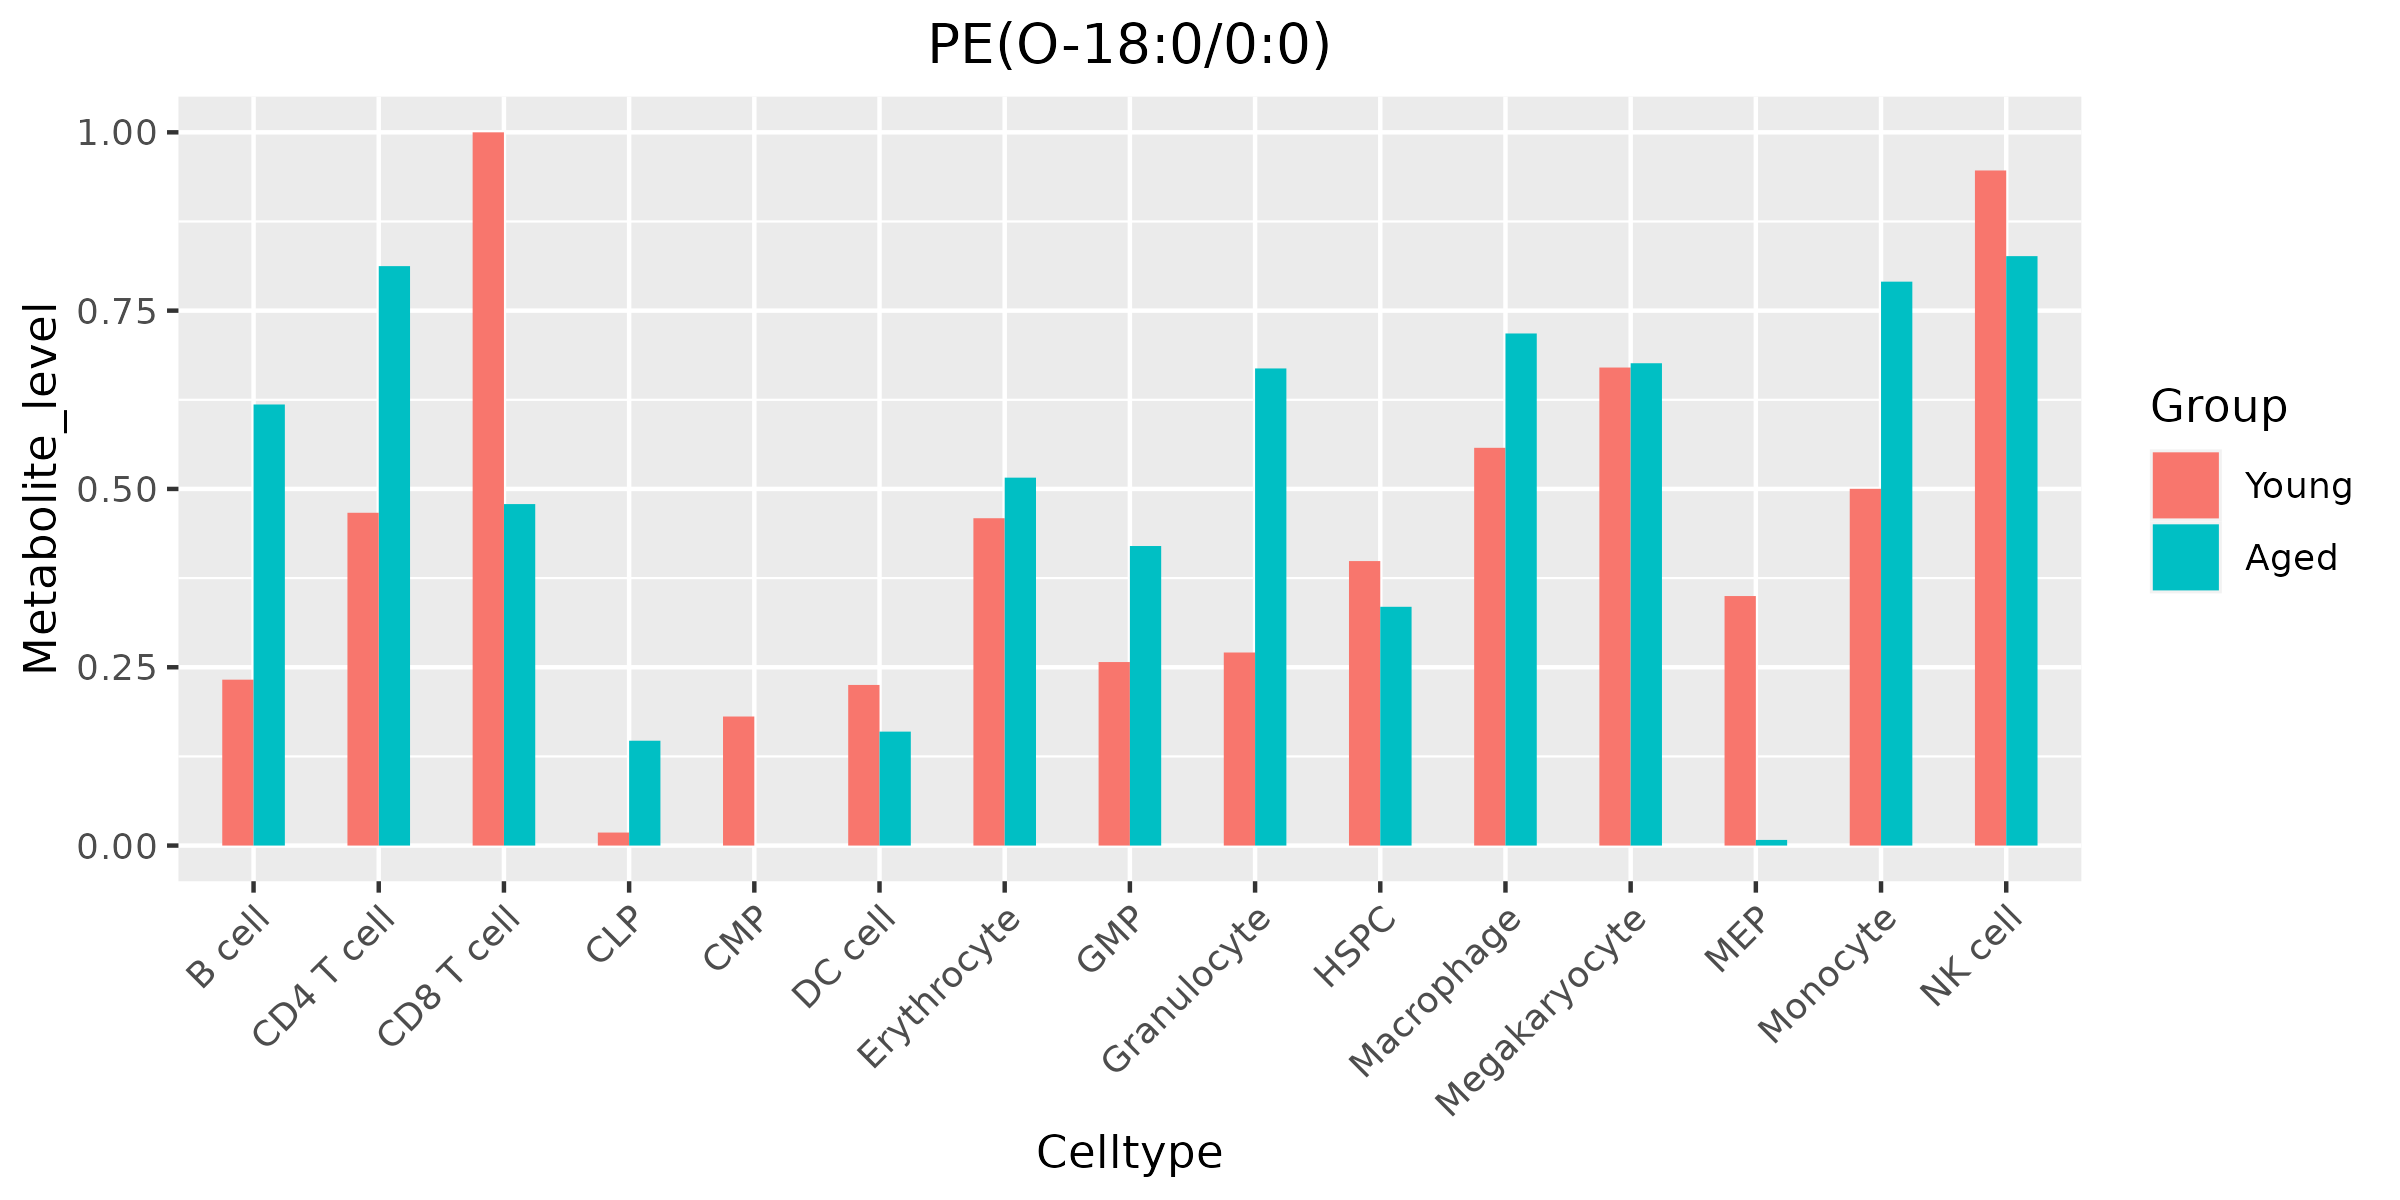 PE(O-18:0/0:0)
Metabolite_level
1.00
0.75
0.50
0.25
0.00
B cell
CD4 T cell
CD8 T cell
CLP
CMP
DC cell
Erythrocyte
GMP
Granulocyte
HSPC
Macrophage
Megakaryocyte
MEP
Monocyte
NK cell
Celltype
Group
Young
Aged